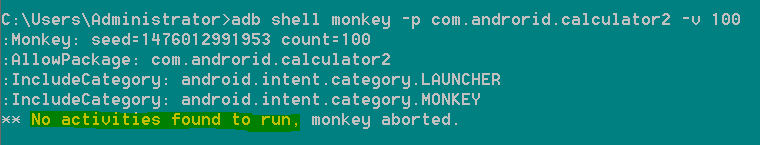 C:\Users\Administrator>adb shell monkey -p com.androrid.calculator2 -v 100
:Monkey: seed=1476012991953 count=100
:AllowPackage: com.androrid.calculator2
:IncludeCategory: android.intent.category.LAUNCHER
:IncludeCategory: android.intent.category.MONKEY
** No activities found to run, monkey aborted.